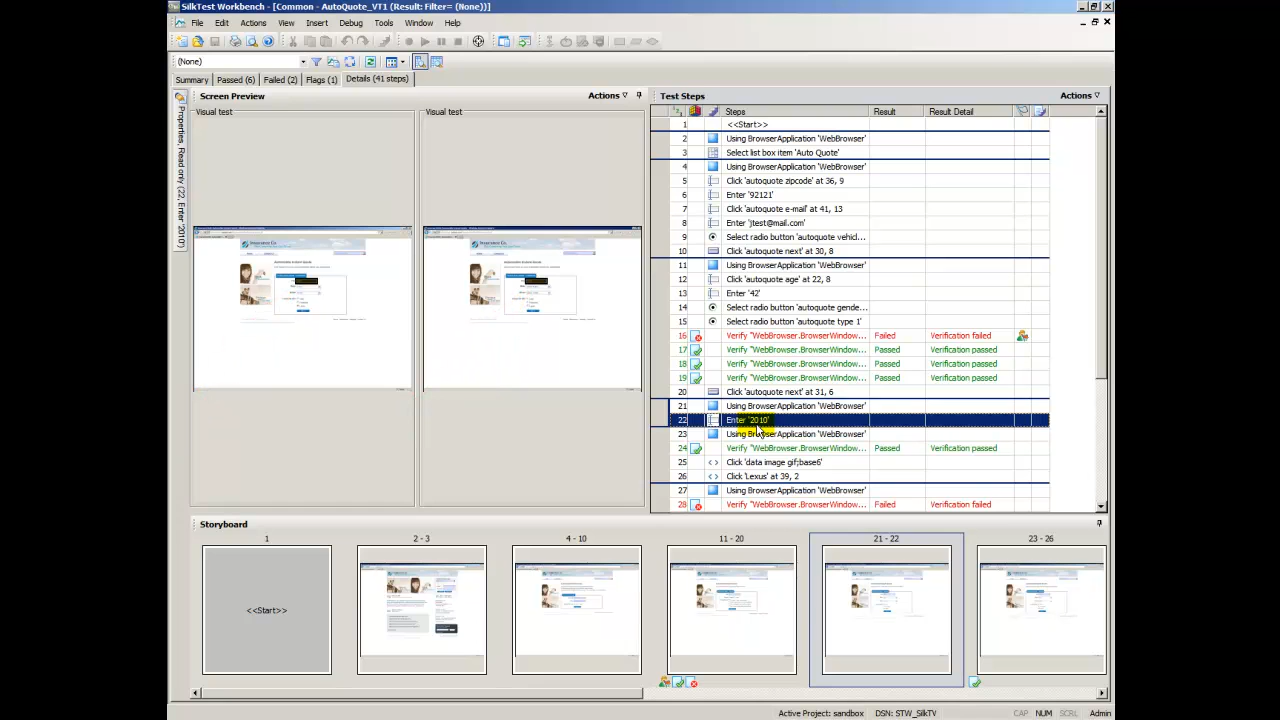 SilkTest Workbench - [Common - AutoQuote_VT1 (Result: Filter= (None))]
File Edit Actions View Insert Debug Tools Window Help
(None)
Summary Passed (6) Failed (2) Flags (1) Details (41 steps)
Properties, Read only (22, Enter '2010')
Screen Preview Actions
Visual test Visual test
Test Steps Actions
Steps Result Result Detail
1 <<Start>>
2 Using BrowserApplication 'WebBrowser'
3 Select list box item 'Auto Quote'
4 Using BrowserApplication 'WebBrowser'
5 Click 'autoquote zipcode' at 36, 9
6 Enter '92121'
7 Click 'autoquote e-mail' at 41, 13
8 Enter 'jtest@mail.com'
9 Select radio button 'autoquote vehicl...
10 Click 'autoquote next' at 30, 8
11 Using BrowserApplication 'WebBrowser'
12 Click 'autoquote age' at 22, 8
13 Enter '42'
14 Select radio button 'autoquote gende...
15 Select radio button 'autoquote type 1'
16 Verify "WebBrowser.BrowserWindow... Failed Verification failed
17 Verify "WebBrowser.BrowserWindow... Passed Verification passed
18 Verify "WebBrowser.BrowserWindow... Passed Verification passed
19 Verify "WebBrowser.BrowserWindow... Passed Verification passed
20 Click 'autoquote next' at 31, 6
21 Using BrowserApplication 'WebBrowser'
22 Enter '2010'
23 Using BrowserApplication 'WebBrowser'
24 Verify "WebBrowser.BrowserWindow... Passed Verification passed
25 Click 'data image gif;base6'
26 Click 'Lexus' at 39, 2
27 Using BrowserApplication 'WebBrowser'
28 Verify "WebBrowser.BrowserWindow... Failed Verification failed
Storyboard
1 2 - 3 4 - 10 11 - 20 21 - 22 23 - 26
<<Start>>
Active Project: sandbox DSN: STW_SilkTV CAP NUM SCRL Admin